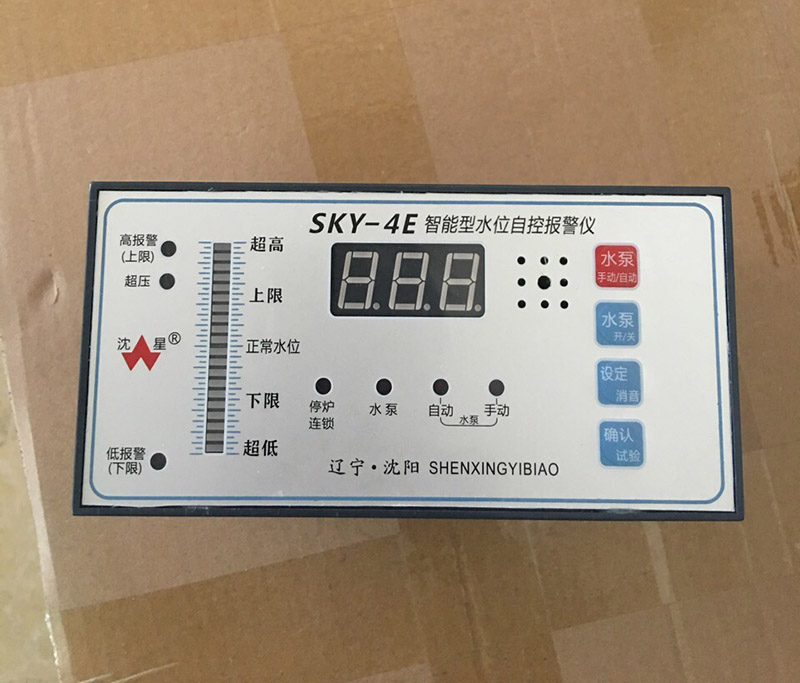 SKY-4E 智能型水位自控报警仪
高报警
(上限)
超压
沈星®
低报警
(下限)
超高
上限
正常水位
下限
超低
8.8.8.
停炉
连锁
水泵
自动
手动
水泵
水泵
手动/自动
水泵
开/关
设定
消音
确认
试验
辽宁·沈阳 SHENXINGYIBIAO